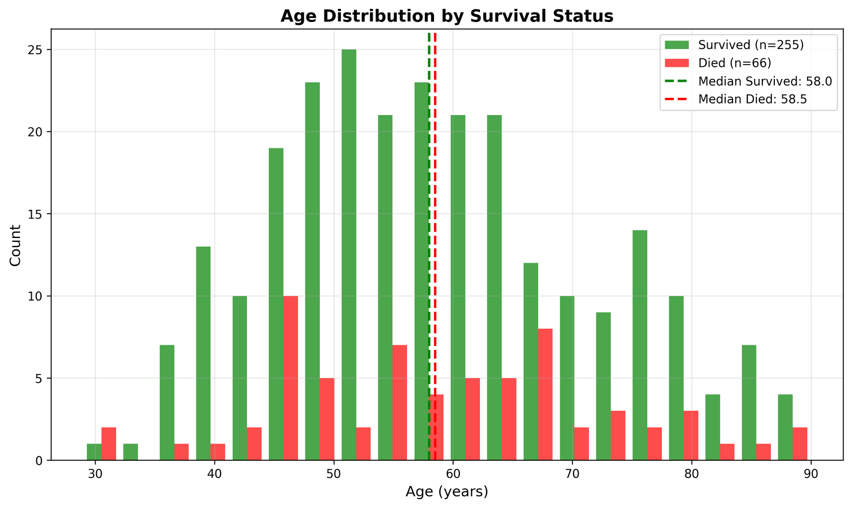 Age Distribution by Survival Status
Survived (n=255)
Died (n=66)
Median Survived: 58.0
Median Died: 58.5
Count
25
20
15
10
5
0
30 40 50 60 70 80 90
Age (years)